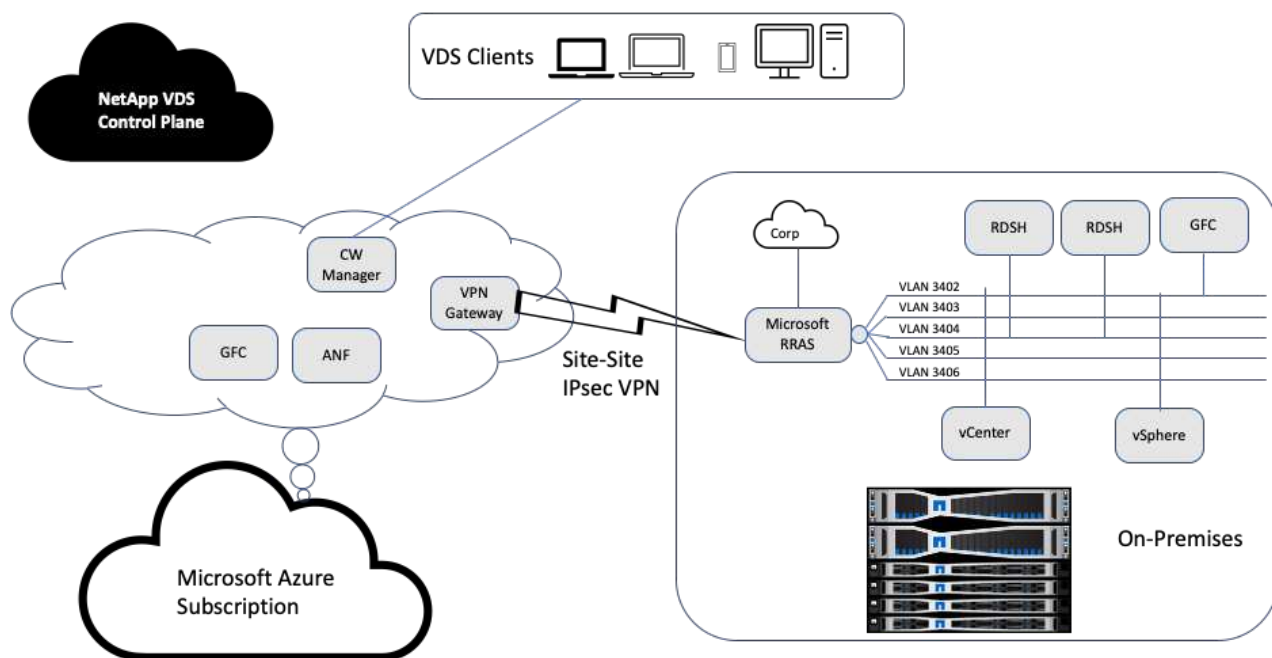 NetApp VDS
Control Plane
VDS Clients
CW
Manager
VPN
Gateway
GFC
ANF
Site-Site
IPsec VPN
Microsoft Azure
Subscription
Corp
Microsoft
RRAS
RDSH
RDSH
GFC
VLAN 3402
VLAN 3403
VLAN 3404
VLAN 3405
VLAN 3406
vCenter
vSphere
On-Premises